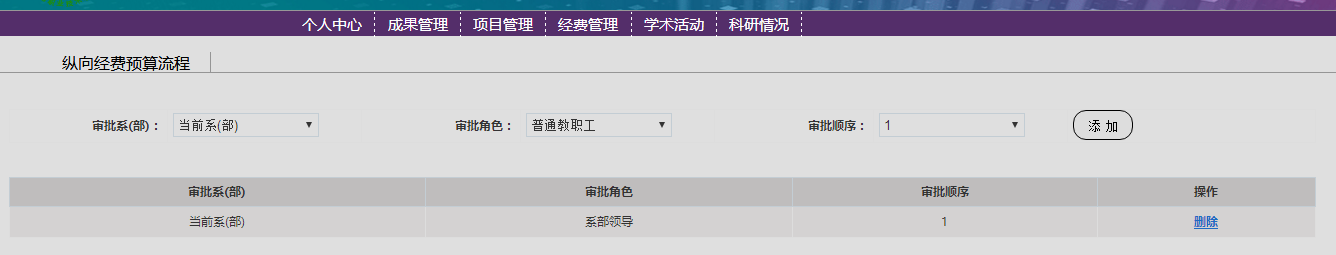 个人中心 成果管理 项目管理 经费管理 学术活动 科研情况
纵向经费预算流程
审批系(部)： 当前系(部) 审批角色： 普通教职工 审批顺序： 1 添 加
审批系(部) 审批角色 审批顺序 操作
当前系(部) 系部领导 1 删除